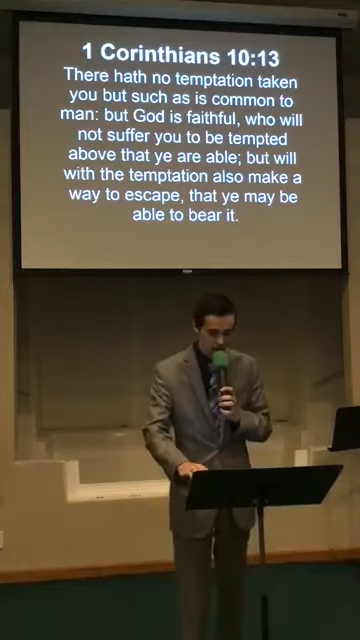 1 Corinthians 10:13
There hath no temptation taken
you but such as is common to
man: but God is faithful, who will
not suffer you to be tempted
above that ye are able; but will
with the temptation also make a
way to escape, that ye may be
able to bear it.